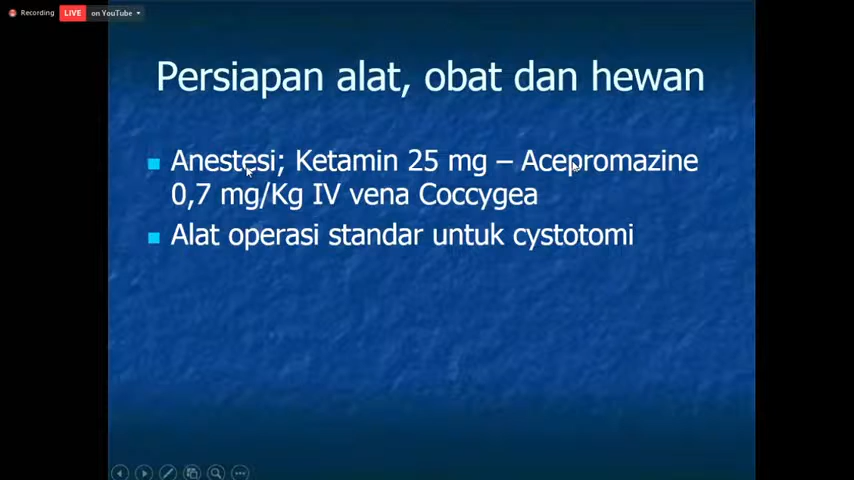 Recording
LIVE on YouTube
Persiapan alat, obat dan hewan
Anestesi; Ketamin 25 mg – Acepromazine
0,7 mg/Kg IV vena Coccygea
Alat operasi standar untuk cystotomi